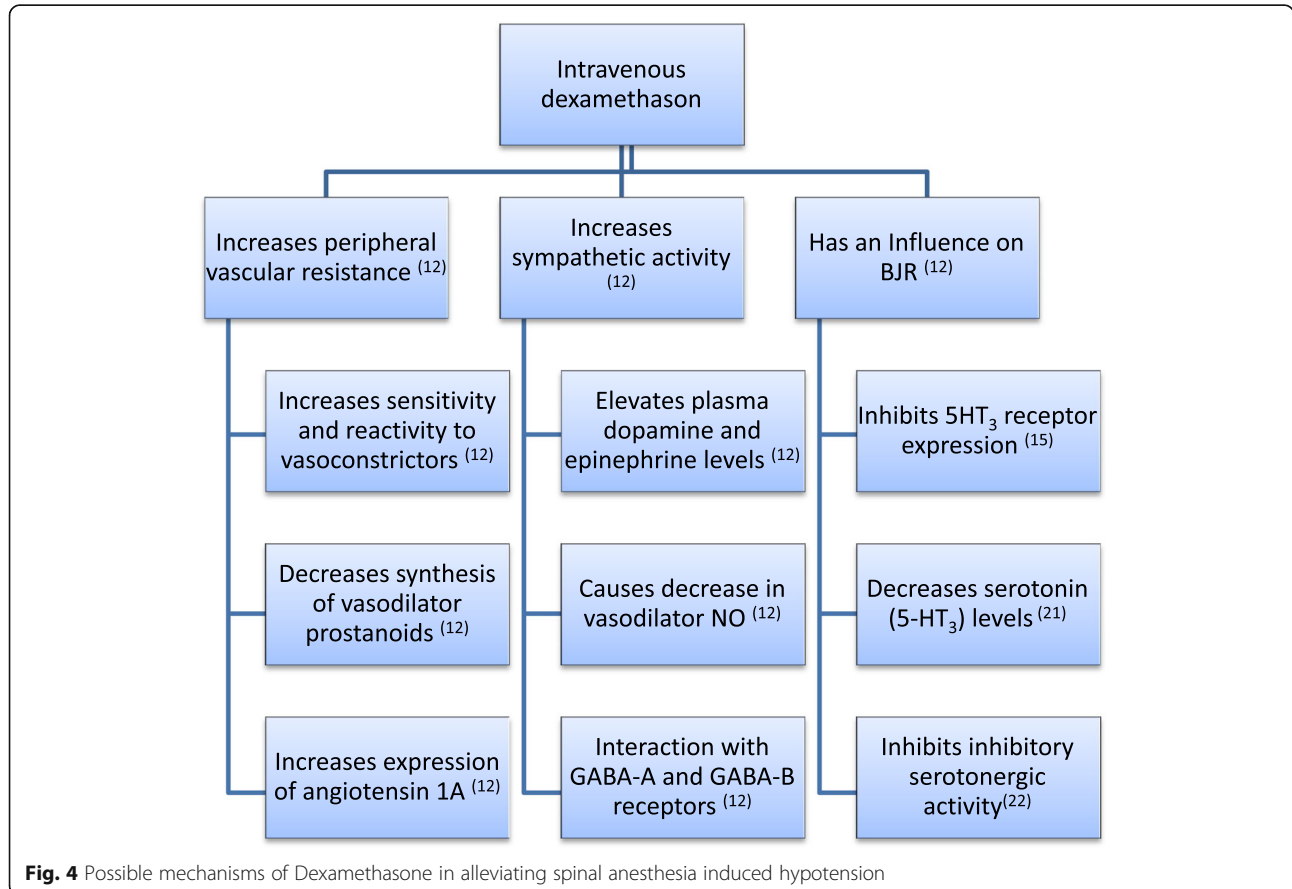 Intravenous
dexamethason
Increases peripheral
vascular resistance (12)
Increases
sympathetic activity
(12)
Has an Influence on
BJR (12)
Increases sensitivity
and reactivity to
vasoconstrictors (12)
Decreases synthesis
of vasodilator
prostanoids (12)
Increases expression
of angiotensin 1A (12)
Elevates plasma
dopamine and
epinephrine levels (12)
Causes decrease in
vasodilator NO (12)
Interaction with
GABA-A and GABA-B
receptors (12)
Inhibits 5HT3 receptor
expression (15)
Decreases serotonin
(5-HT3) levels (21)
Inhibits inhibitory
serotonergic
activity(22)
Fig. 4 Possible mechanisms of Dexamethasone in alleviating spinal anesthesia induced hypotension